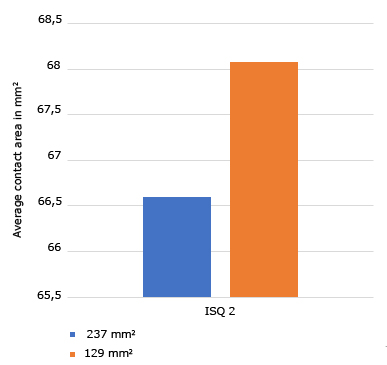 68,5
68
67,5
67
66,5
66
65,5
Average contact area in mm²
ISQ 2
237 mm²
129 mm²